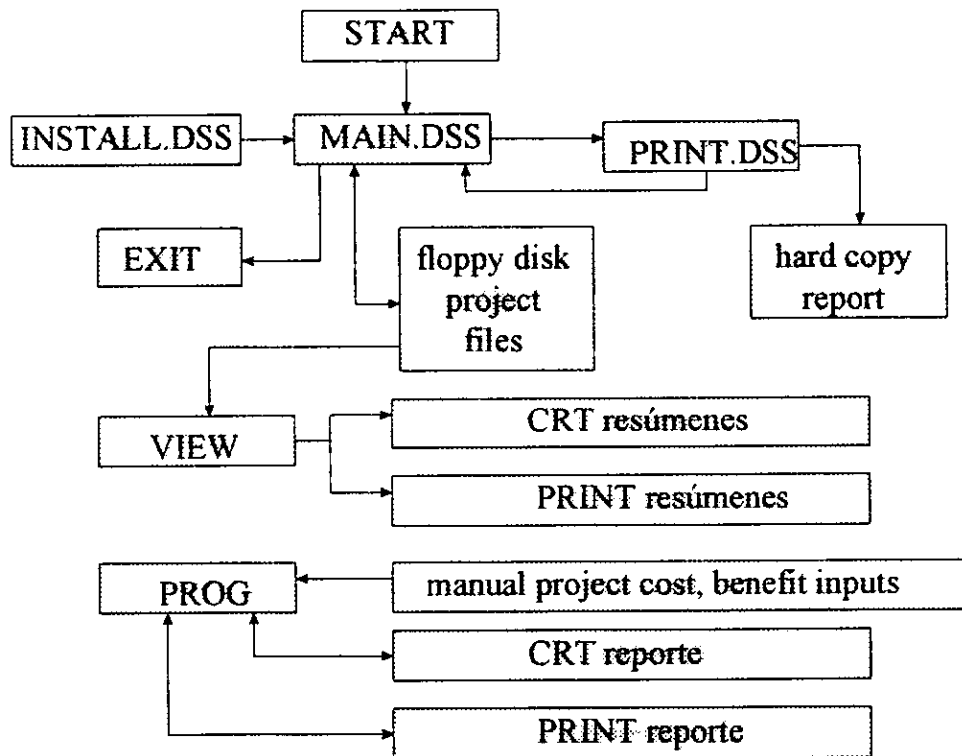 START
INSTALL.DSS
MAIN.DSS
PRINT.DSS
EXIT
floppy disk
project
files
hard copy
report
VIEW
CRT resúmenes
PRINT resúmenes
PROG
manual project cost, benefit inputs
CRT reporte
PRINT reporte